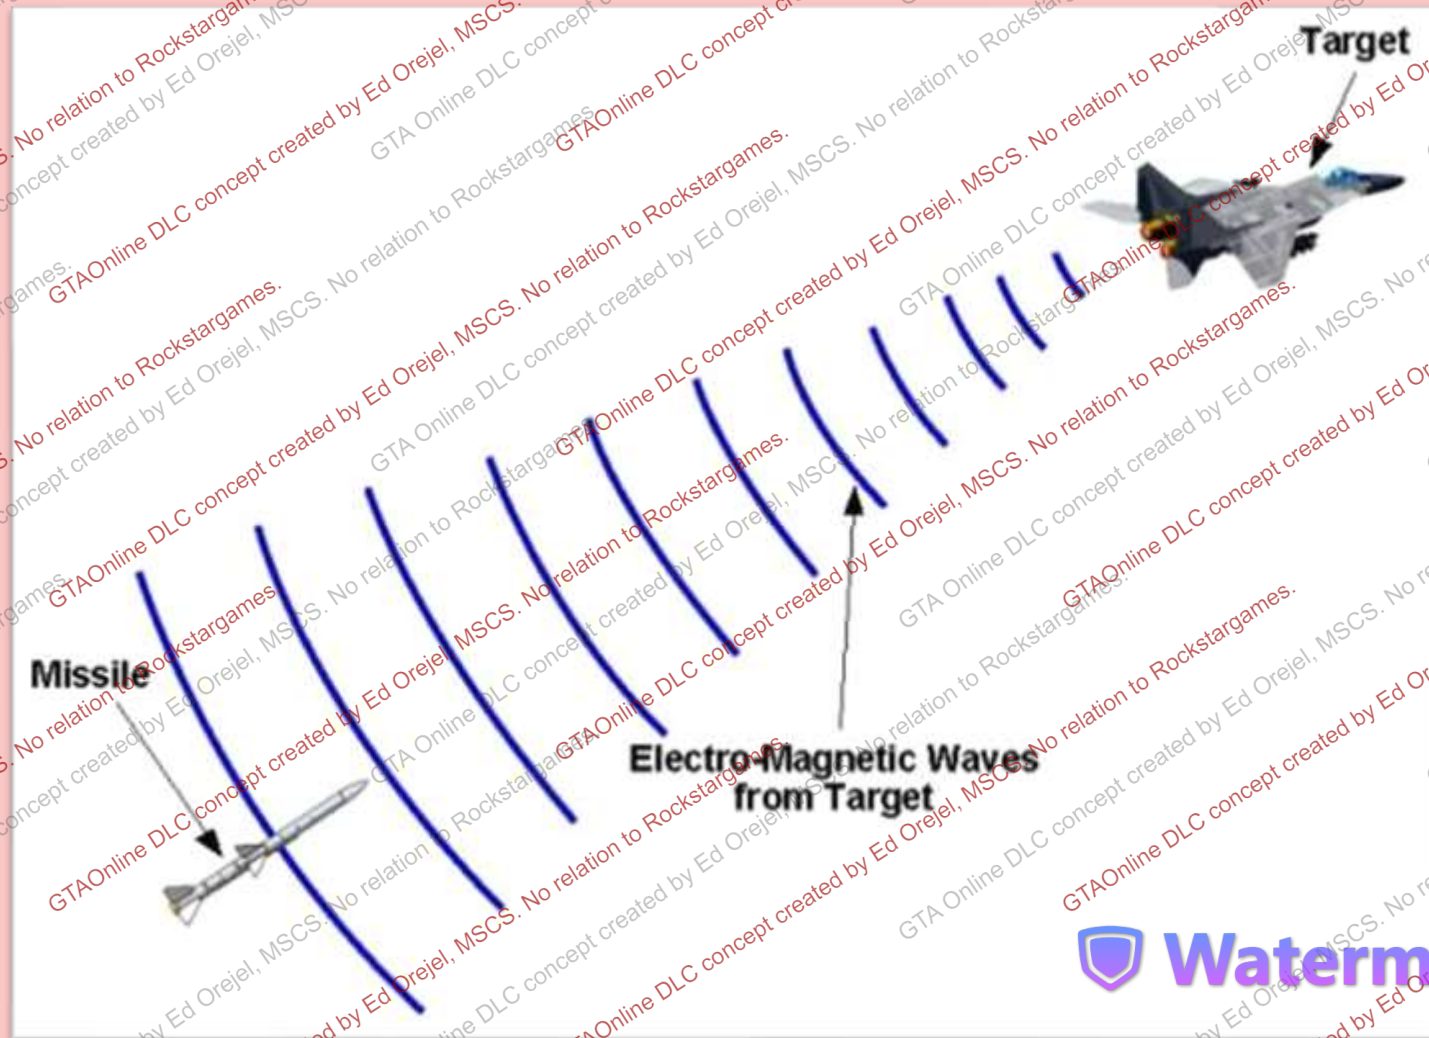 Target
Missile
Electro-Magnetic Waves
from Target
GTAOnline DLC concept created by Ed Orejel, MSCS. No relation to Rockstargames.
GTA Online DLC concept created by Ed Orejel, MSCS. No relation to Rockstargames.
Waterm